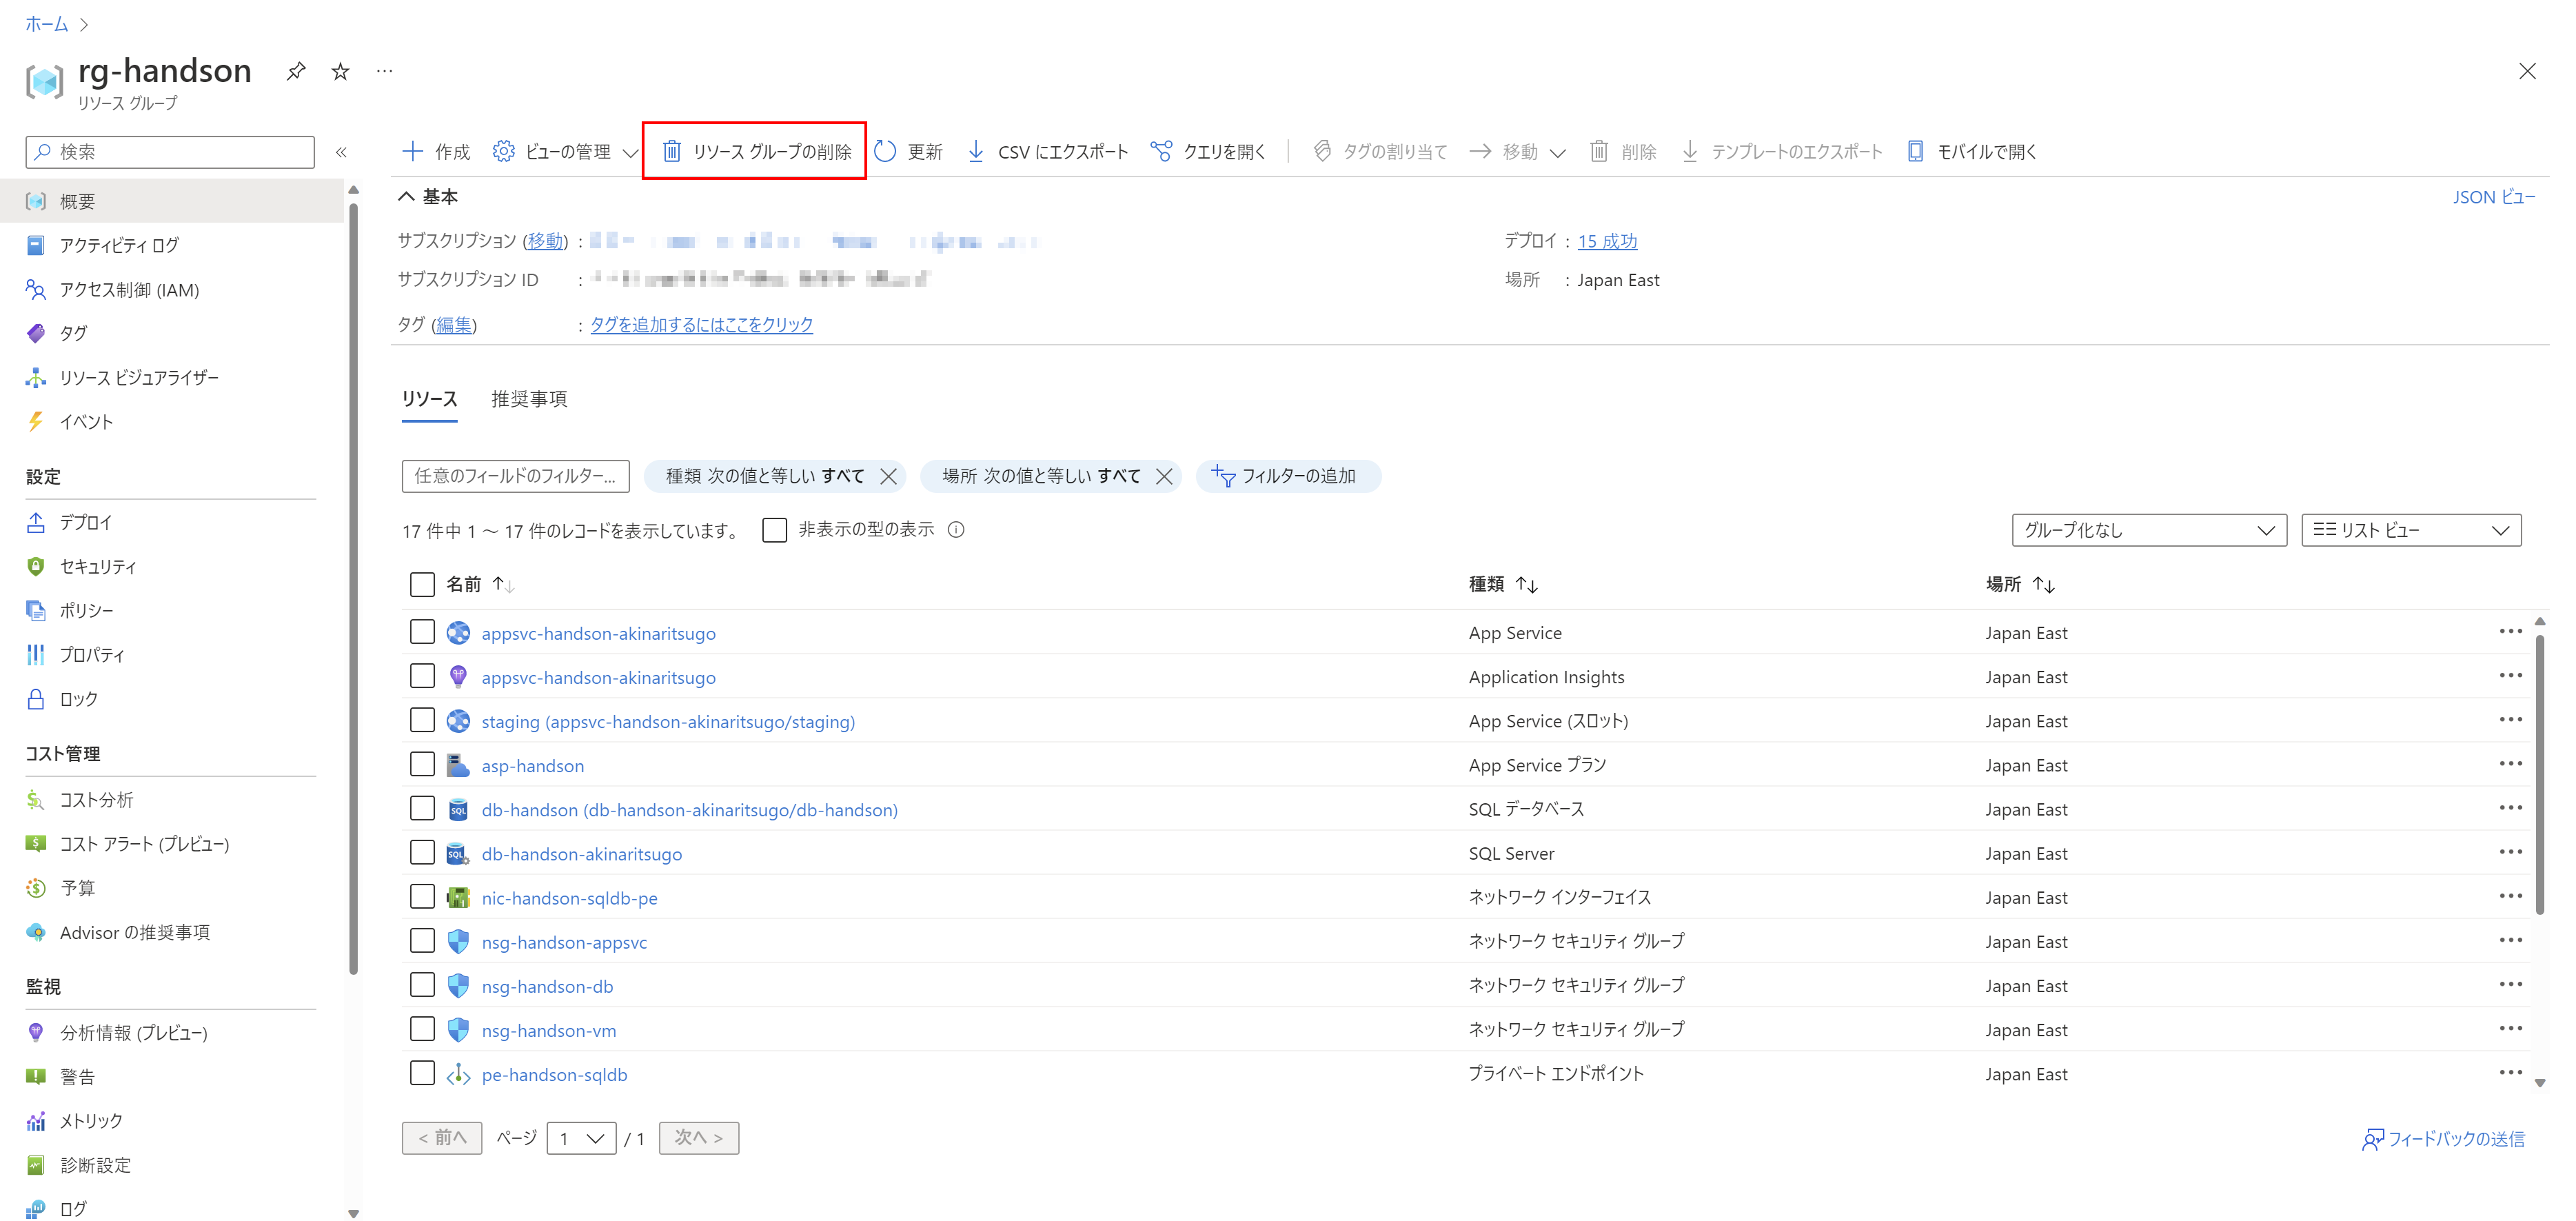 ホーム
rg-handson
リソース グループ
検索
概要
アクティビティ ログ
アクセス制御 (IAM)
タグ
リソース ビジュアライザー
イベント
設定
デプロイ
セキュリティ
ポリシー
プロパティ
ロック
コスト管理
コスト分析
コスト アラート (プレビュー)
予算
Advisor の推奨事項
監視
分析情報 (プレビュー)
警告
メトリック
診断設定
ログ
作成 ビューの管理 リソース グループの削除 更新 CSV にエクスポート クエリを開く タグの割り当て 移動 削除 テンプレートのエクスポート モバイルで開く
基本 JSON ビュー
サブスクリプション (移動) : デプロイ : 15 成功
サブスクリプション ID : 場所 : Japan East
タグ (編集) : タグを追加するにはここをクリック
リソース 推奨事項
任意のフィールドのフィルター... 種類 次の値と等しい すべて 場所 次の値と等しい すべて フィルターの追加
17 件中 1 ～ 17 件のレコードを表示しています。 非表示の型の表示 グループ化なし リスト ビュー
名前 種類 場所
appsvc-handson-akinaritsugo App Service Japan East
appsvc-handson-akinaritsugo Application Insights Japan East
staging (appsvc-handson-akinaritsugo/staging) App Service (スロット) Japan East
asp-handson App Service プラン Japan East
db-handson (db-handson-akinaritsugo/db-handson) SQL データベース Japan East
db-handson-akinaritsugo SQL Server Japan East
nic-handson-sqldb-pe ネットワーク インターフェイス Japan East
nsg-handson-appsvc ネットワーク セキュリティ グループ Japan East
nsg-handson-db ネットワーク セキュリティ グループ Japan East
nsg-handson-vm ネットワーク セキュリティ グループ Japan East
pe-handson-sqldb プライベート エンドポイント Japan East
< 前へ ページ 1 / 1 次へ > フィードバックの送信